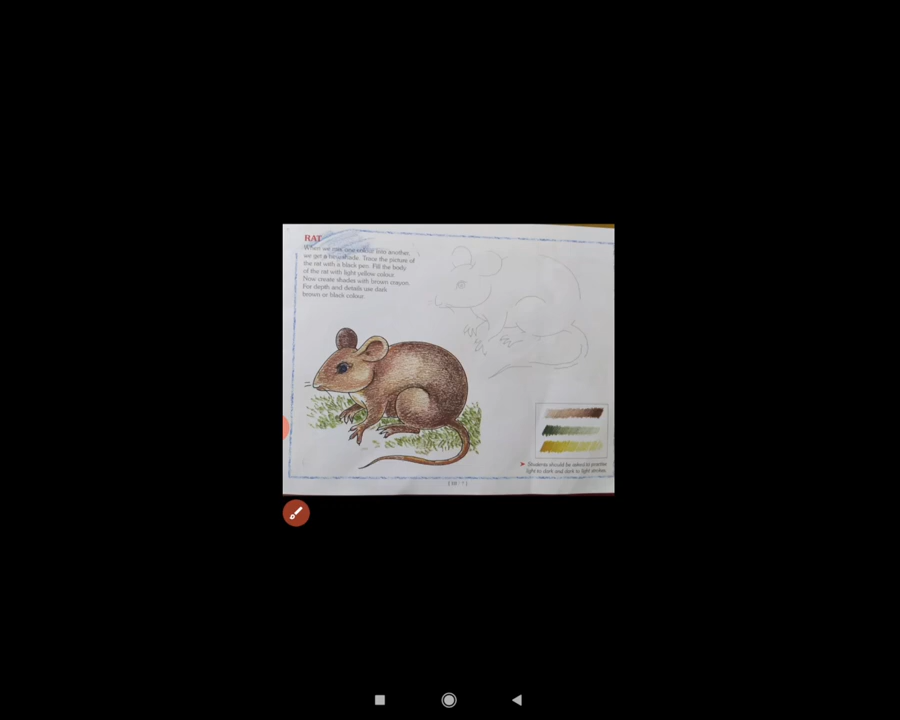 RAT
When we mix one colour into another,
we get a new shade. Trace the picture of
the rat with a black pen. Fill the body
of the rat with light yellow colour.
Now create shades with brown crayon.
For depth and details use dark
brown or black colour.
Students should be asked to practise
light to dark and dark to light strokes.